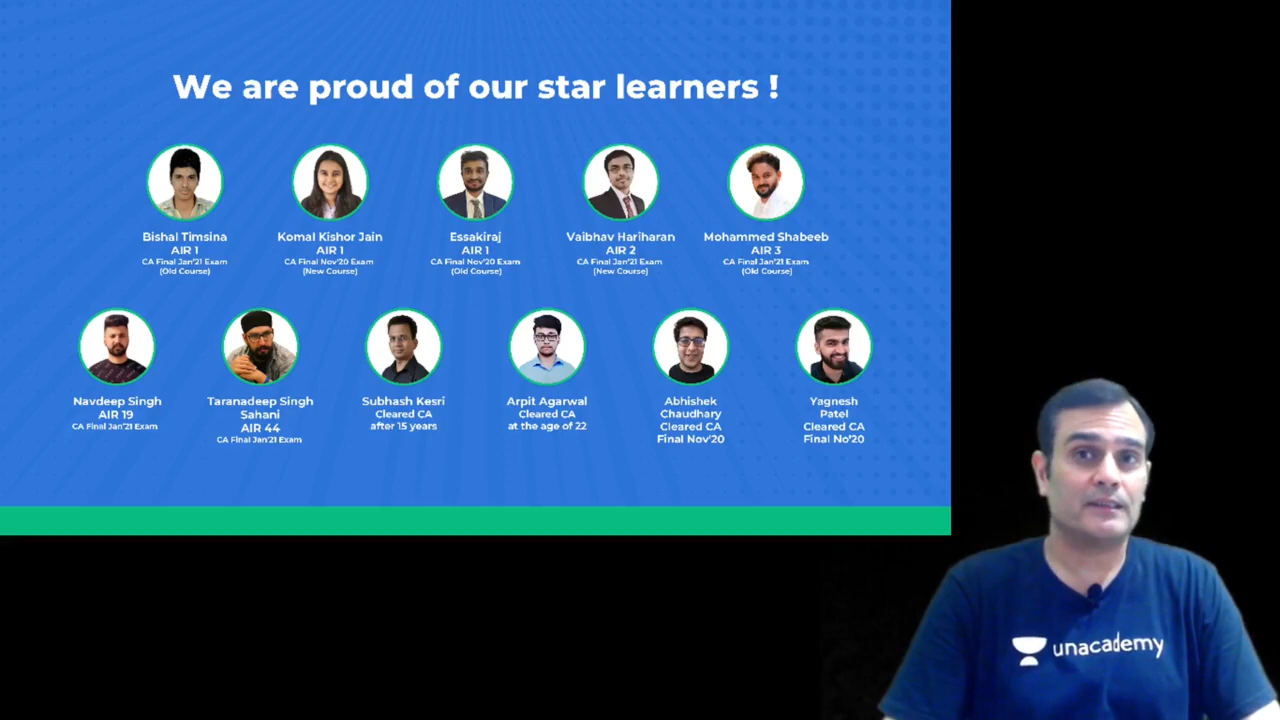 We are proud of our star learners !
Bishal Timsina
AIR 1
CA Final Jan'21 Exam
(Old Course)
Komal Kishor Jain
AIR 1
CA Final Nov'20 Exam
(New Course)
Essakiraj
AIR 1
CA Final Nov'20 Exam
(Old Course)
Vaibhav Hariharan
AIR 2
CA Final Jan'21 Exam
(New Course)
Mohammed Shabeeb
AIR 3
CA Final Jan'21 Exam
(Old Course)
Navdeep Singh
AIR 19
CA Final Jan'21 Exam
Taranadeep Singh
Sahani
AIR 44
CA Final Jan'21 Exam
Subhash Kesri
Cleared CA
after 15 years
Arpit Agarwal
Cleared CA
at the age of 22
Abhishek
Chaudhary
Cleared CA
Final Nov'20
Yagnesh
Patel
Cleared CA
Final No'20
unacademy